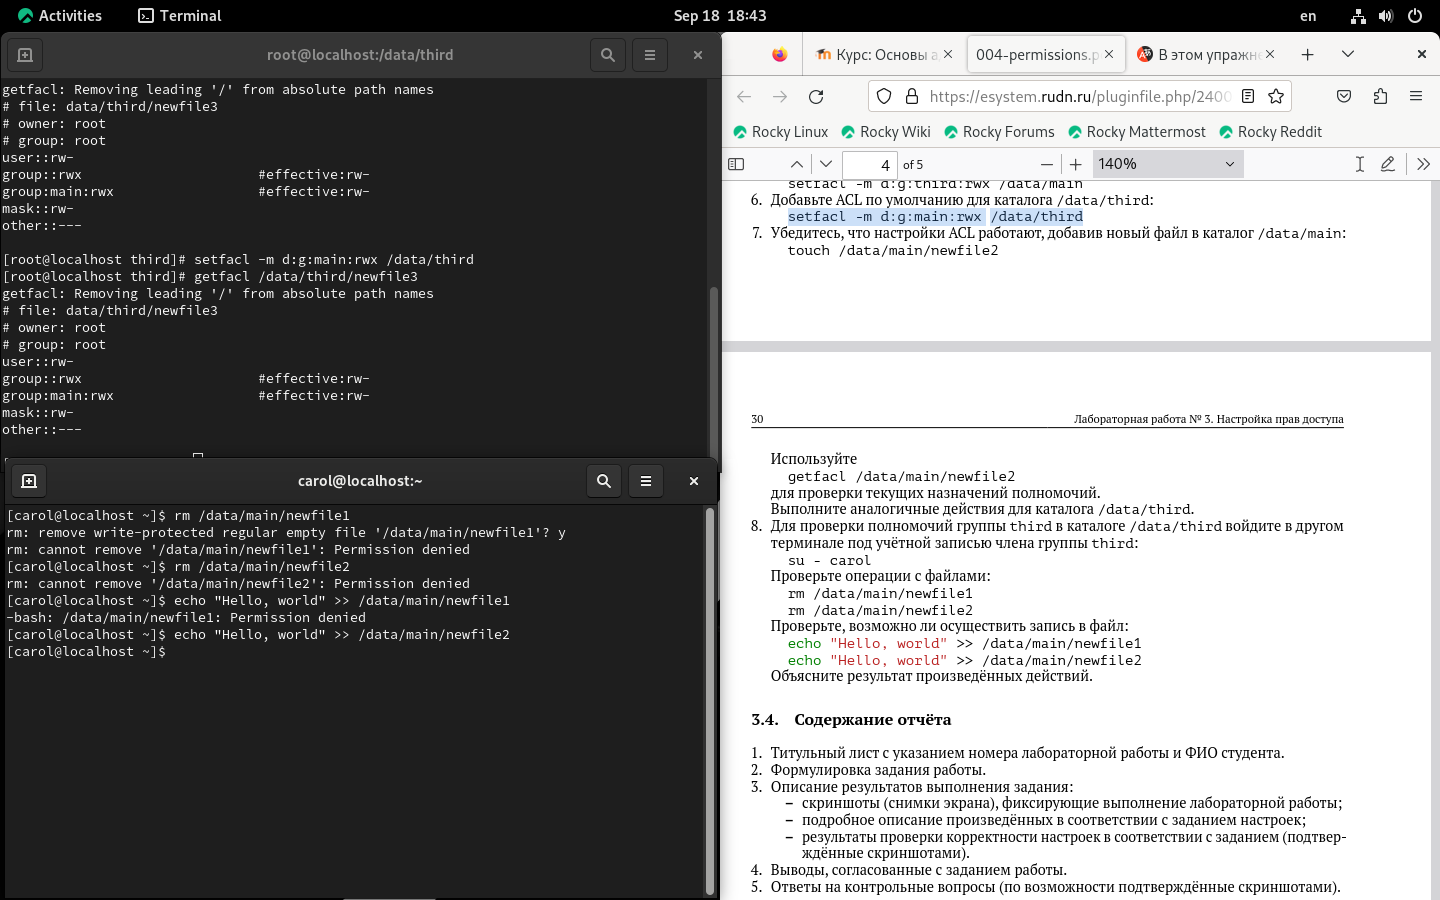 Activities
Terminal
Sep 18 18:43
en
root@localhost:/data/third
getfacl: Removing leading '/' from absolute path names
# file: data/third/newfile3
# owner: root
# group: root
user::rw-
group::rwx #effective:rw-
group:main:rwx #effective:rw-
mask::rw-
other::---
[root@localhost third]# setfacl -m d:g:main:rwx /data/third
[root@localhost third]# getfacl /data/third/newfile3
getfacl: Removing leading '/' from absolute path names
# file: data/third/newfile3
# owner: root
# group: root
user::rw-
group::rwx #effective:rw-
group:main:rwx #effective:rw-
mask::rw-
other::---
carol@localhost:~
[carol@localhost ~]$ rm /data/main/newfile1
rm: remove write-protected regular empty file '/data/main/newfile1'? y
rm: cannot remove '/data/main/newfile1': Permission denied
[carol@localhost ~]$ rm /data/main/newfile2
rm: cannot remove '/data/main/newfile2': Permission denied
[carol@localhost ~]$ echo "Hello, world" >> /data/main/newfile1
-bash: /data/main/newfile1: Permission denied
[carol@localhost ~]$ echo "Hello, world" >> /data/main/newfile2
[carol@localhost ~]$
Курс: Основы а
004-permissions.p
В этом упражне
https://esystem.rudn.ru/pluginfile.php/2400
Rocky Linux
Rocky Wiki
Rocky Forums
Rocky Mattermost
Rocky Reddit
4 of 5
140%
setfacl -m d:g:third:rwx /data/main
6. Добавьте ACL по умолчанию для каталога /data/third:
setfacl -m d:g:main:rwx /data/third
7. Убедитесь, что настройки ACL работают, добавив новый файл в каталог /data/main:
touch /data/main/newfile2
30 Лабораторная работа № 3. Настройка прав доступа
Используйте
getfacl /data/main/newfile2
для проверки текущих назначений полномочий.
Выполните аналогичные действия для каталога /data/third.
8. Для проверки полномочий группы third в каталоге /data/third войдите в другом
терминале под учётной записью члена группы third:
su - carol
Проверьте операции с файлами:
rm /data/main/newfile1
rm /data/main/newfile2
Проверьте, возможно ли осуществить запись в файл:
echo "Hello, world" >> /data/main/newfile1
echo "Hello, world" >> /data/main/newfile2
Объясните результат произведённых действий.
3.4. Содержание отчёта
1. Титульный лист с указанием номера лабораторной работы и ФИО студента.
2. Формулировка задания работы.
3. Описание результатов выполнения задания:
– скриншоты (снимки экрана), фиксирующие выполнение лабораторной работы;
– подробное описание произведённых в соответствии с заданием настроек;
– результаты проверки корректности настроек в соответствии с заданием (подтвер-
ждённые скриншотами).
4. Выводы, согласованные с заданием работы.
5. Ответы на контрольные вопросы (по возможности подтверждённые скриншотами).